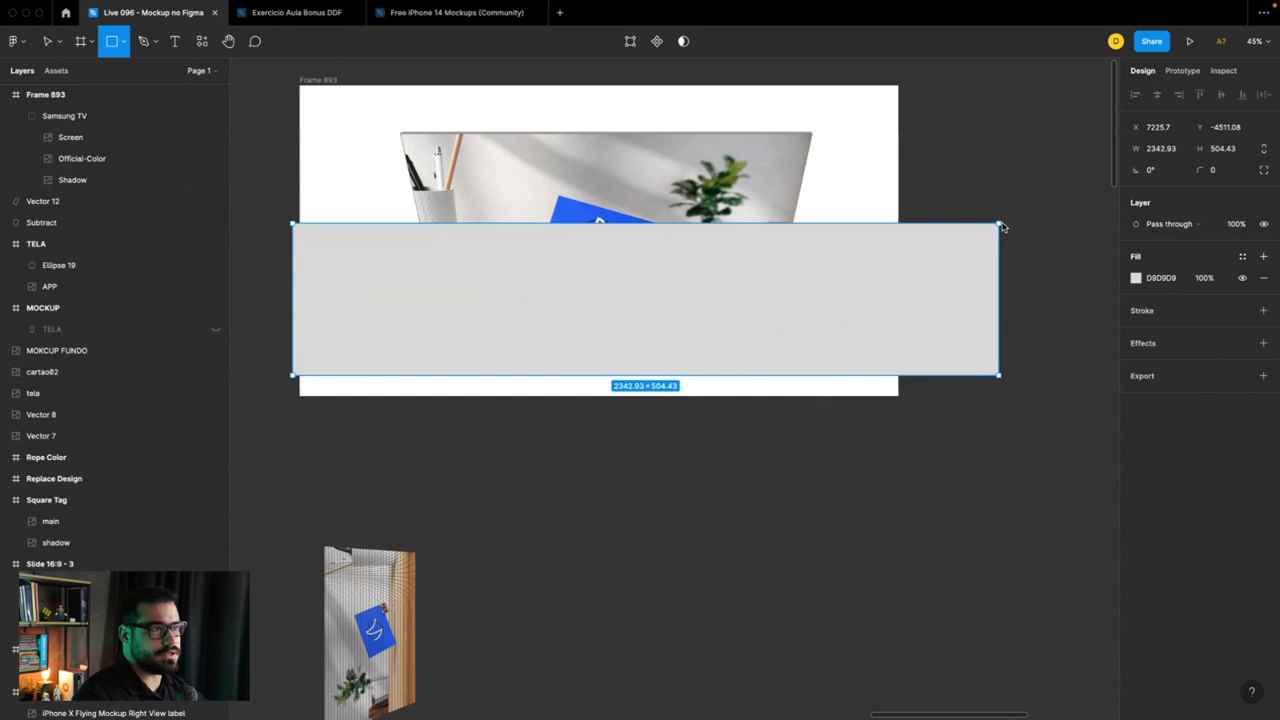 Live 096 - Mockup no Figma
Exercício Aula Bonus DDF
Free iPhone 14 Mockups (Community)
Share
A?
45%
Layers
Assets
Page 1
Frame 893
Samsung TV
Screen
Official-Color
Shadow
Vector 12
Subtract
TELA
Ellipse 19
APP
MOCKUP
TELA
MOKCUP FUNDO
cartao02
tela
Vector 8
Vector 7
Rope Color
Replace Design
Square Tag
main
shadow
Slide 16:9 - 3
iPhone X Flying Mockup Right View label
Frame 893
2342.93 × 504.43
D
Design
Prototype
Inspect
X 7225.7
Y -4511.08
W 2342.93
H 504.43
0°
0
Layer
Pass through
100%
Fill
D9D9D9
100%
Stroke
Effects
Export
?